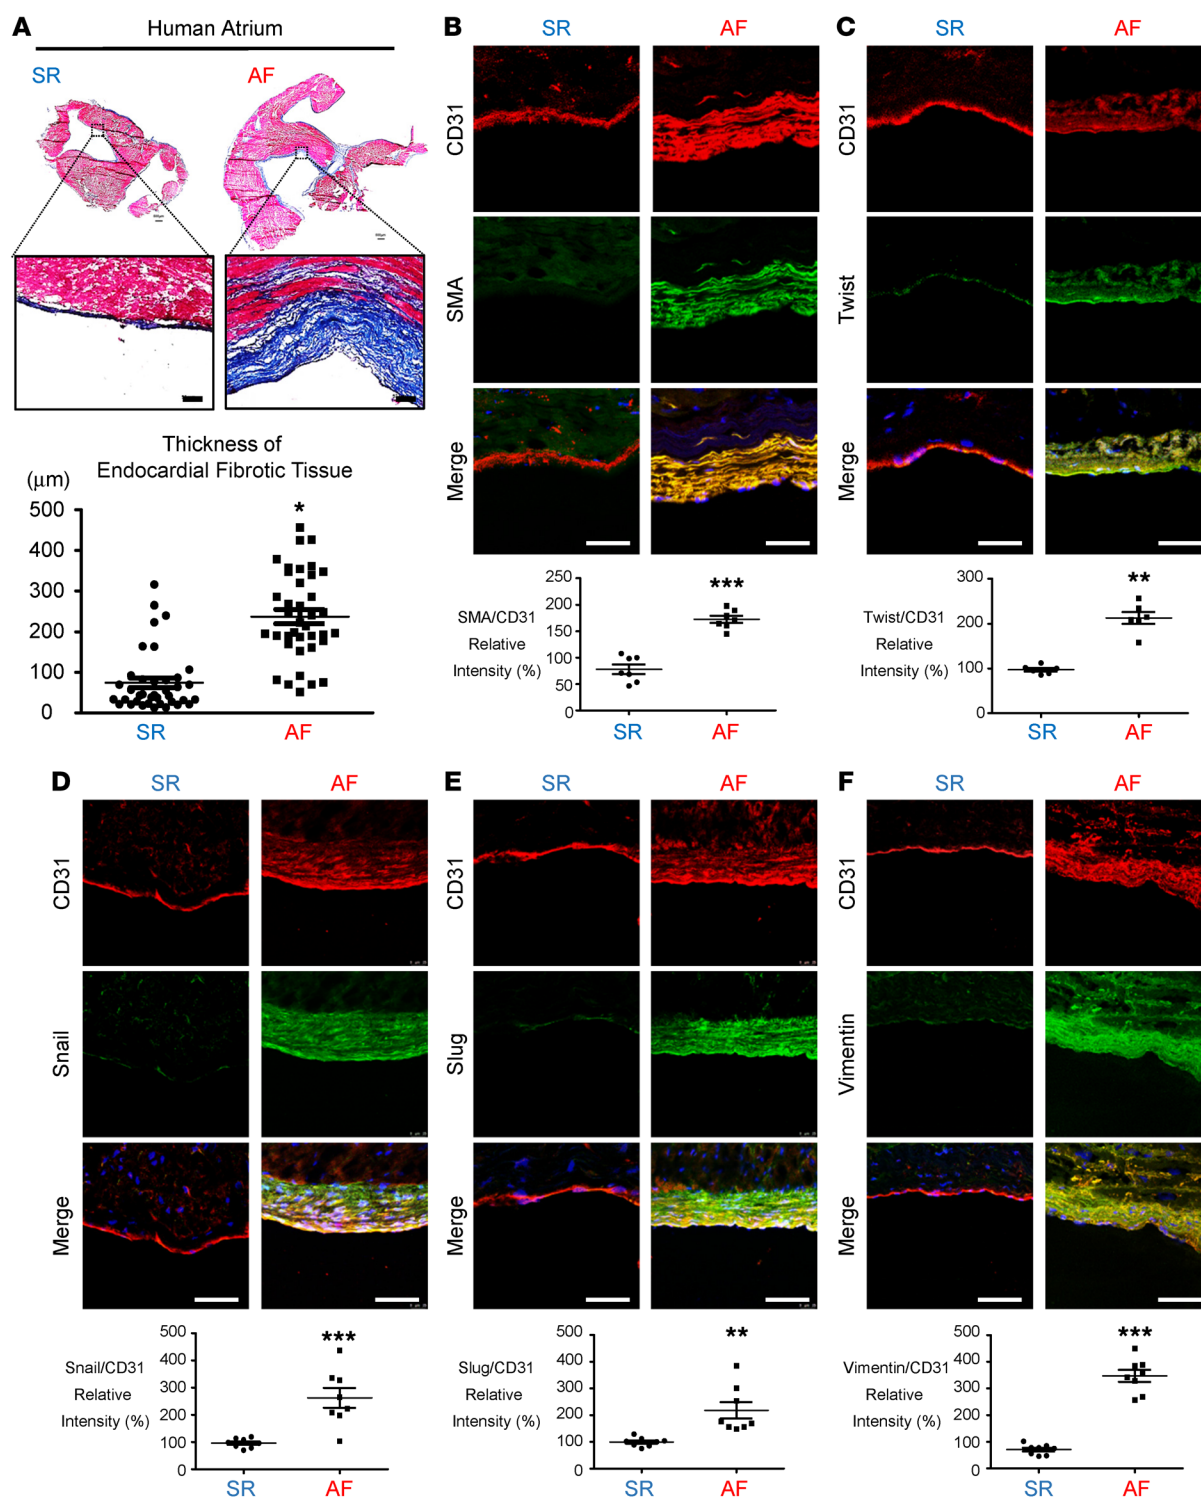 A
Human Atrium
SR
AF
Thickness of
Endocardial Fibrotic Tissue
(μm)
500
400
300
200
100
0
*
SR
AF
B
SR
AF
CD31
SMA
Merge
SMA/CD31
Relative
Intensity (%)
250
200
150
100
50
0
***
SR
AF
C
SR
AF
CD31
Twist
Merge
Twist/CD31
Relative
Intensity (%)
300
200
100
0
**
SR
AF
D
SR
AF
CD31
Snail
Merge
Snail/CD31
Relative
Intensity (%)
500
400
300
200
100
0
***
SR
AF
E
SR
AF
CD31
Slug
Merge
Slug/CD31
Relative
Intensity (%)
500
400
300
200
100
0
**
SR
AF
F
SR
AF
CD31
Vimentin
Merge
Vimentin/CD31
Relative
Intensity (%)
500
400
300
200
100
0
***
SR
AF